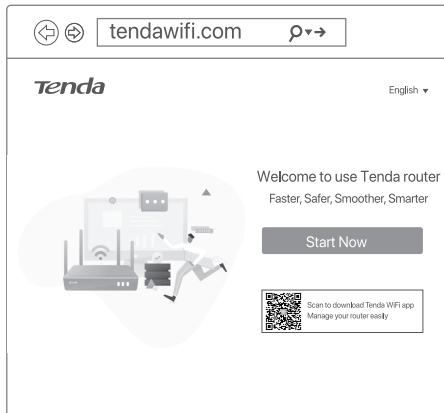 tendawifi.com
Tenda
English
Welcome to use Tenda router
Faster, Safer, Smoother, Smarter
Start Now
Scan to download Tenda WiFi app
Manage your router easily